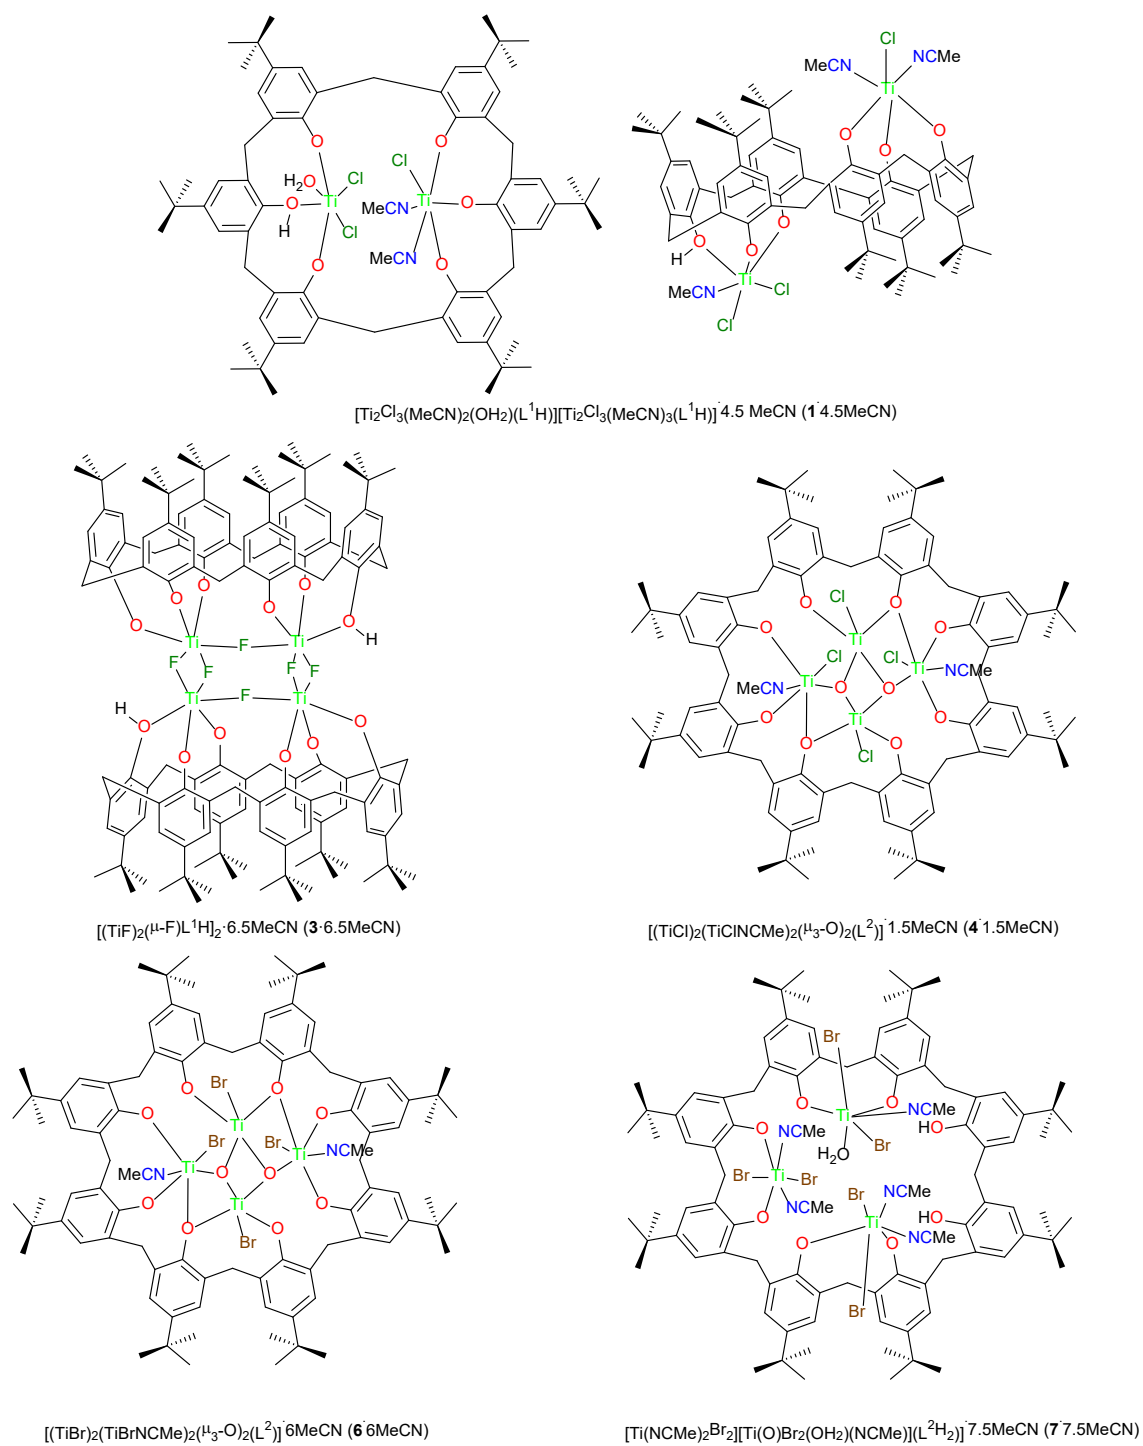 Cl
MeCN
NCMe
Ti
O
O
O
O
O
Cl
H2O
Cl
Ti
MeCN
Ti
O
O
H
Cl
MeCN
O
O
O
O
O
H
Ti
MeCN
Cl
Cl
[Ti2Cl3(MeCN)2(OH2)(L1H)][Ti2Cl3(MeCN)3(L1H)]·4.5 MeCN (1·4.5MeCN)
O
O
O
O
O
O
H
Ti
F
Ti
F
F
F
F
Ti
F
Ti
H
O
O
O
O
O
O
[(TiF)2(μ-F)L1H]2·6.5MeCN (3·6.5MeCN)
Cl
O
O
O
O
Ti
Cl
Cl
Ti
NCMe
MeCN
Ti
O
O
O
Ti
O
O
O
Cl
[(TiCl)2(TiClNCMe)2(μ3-O)2(L2)]·1.5MeCN (4·1.5MeCN)
Br
O
O
O
O
Ti
Br
Br
Ti
NCMe
MeCN
Ti
O
O
O
Ti
O
O
O
Br
[(TiBr)2(TiBrNCMe)2(μ3-O)2(L2)]·6MeCN (6·6MeCN)
Br
O
O
Ti
NCMe
HO
O
NCMe
Br
H2O
Br
Ti
Br
NCMe
Br
NCMe
O
Ti
HO
NCMe
O
O
Br
[Ti(NCMe)2Br2][Ti(O)Br2(OH2)(NCMe)](L2H2)]·7.5MeCN (7·7.5MeCN)